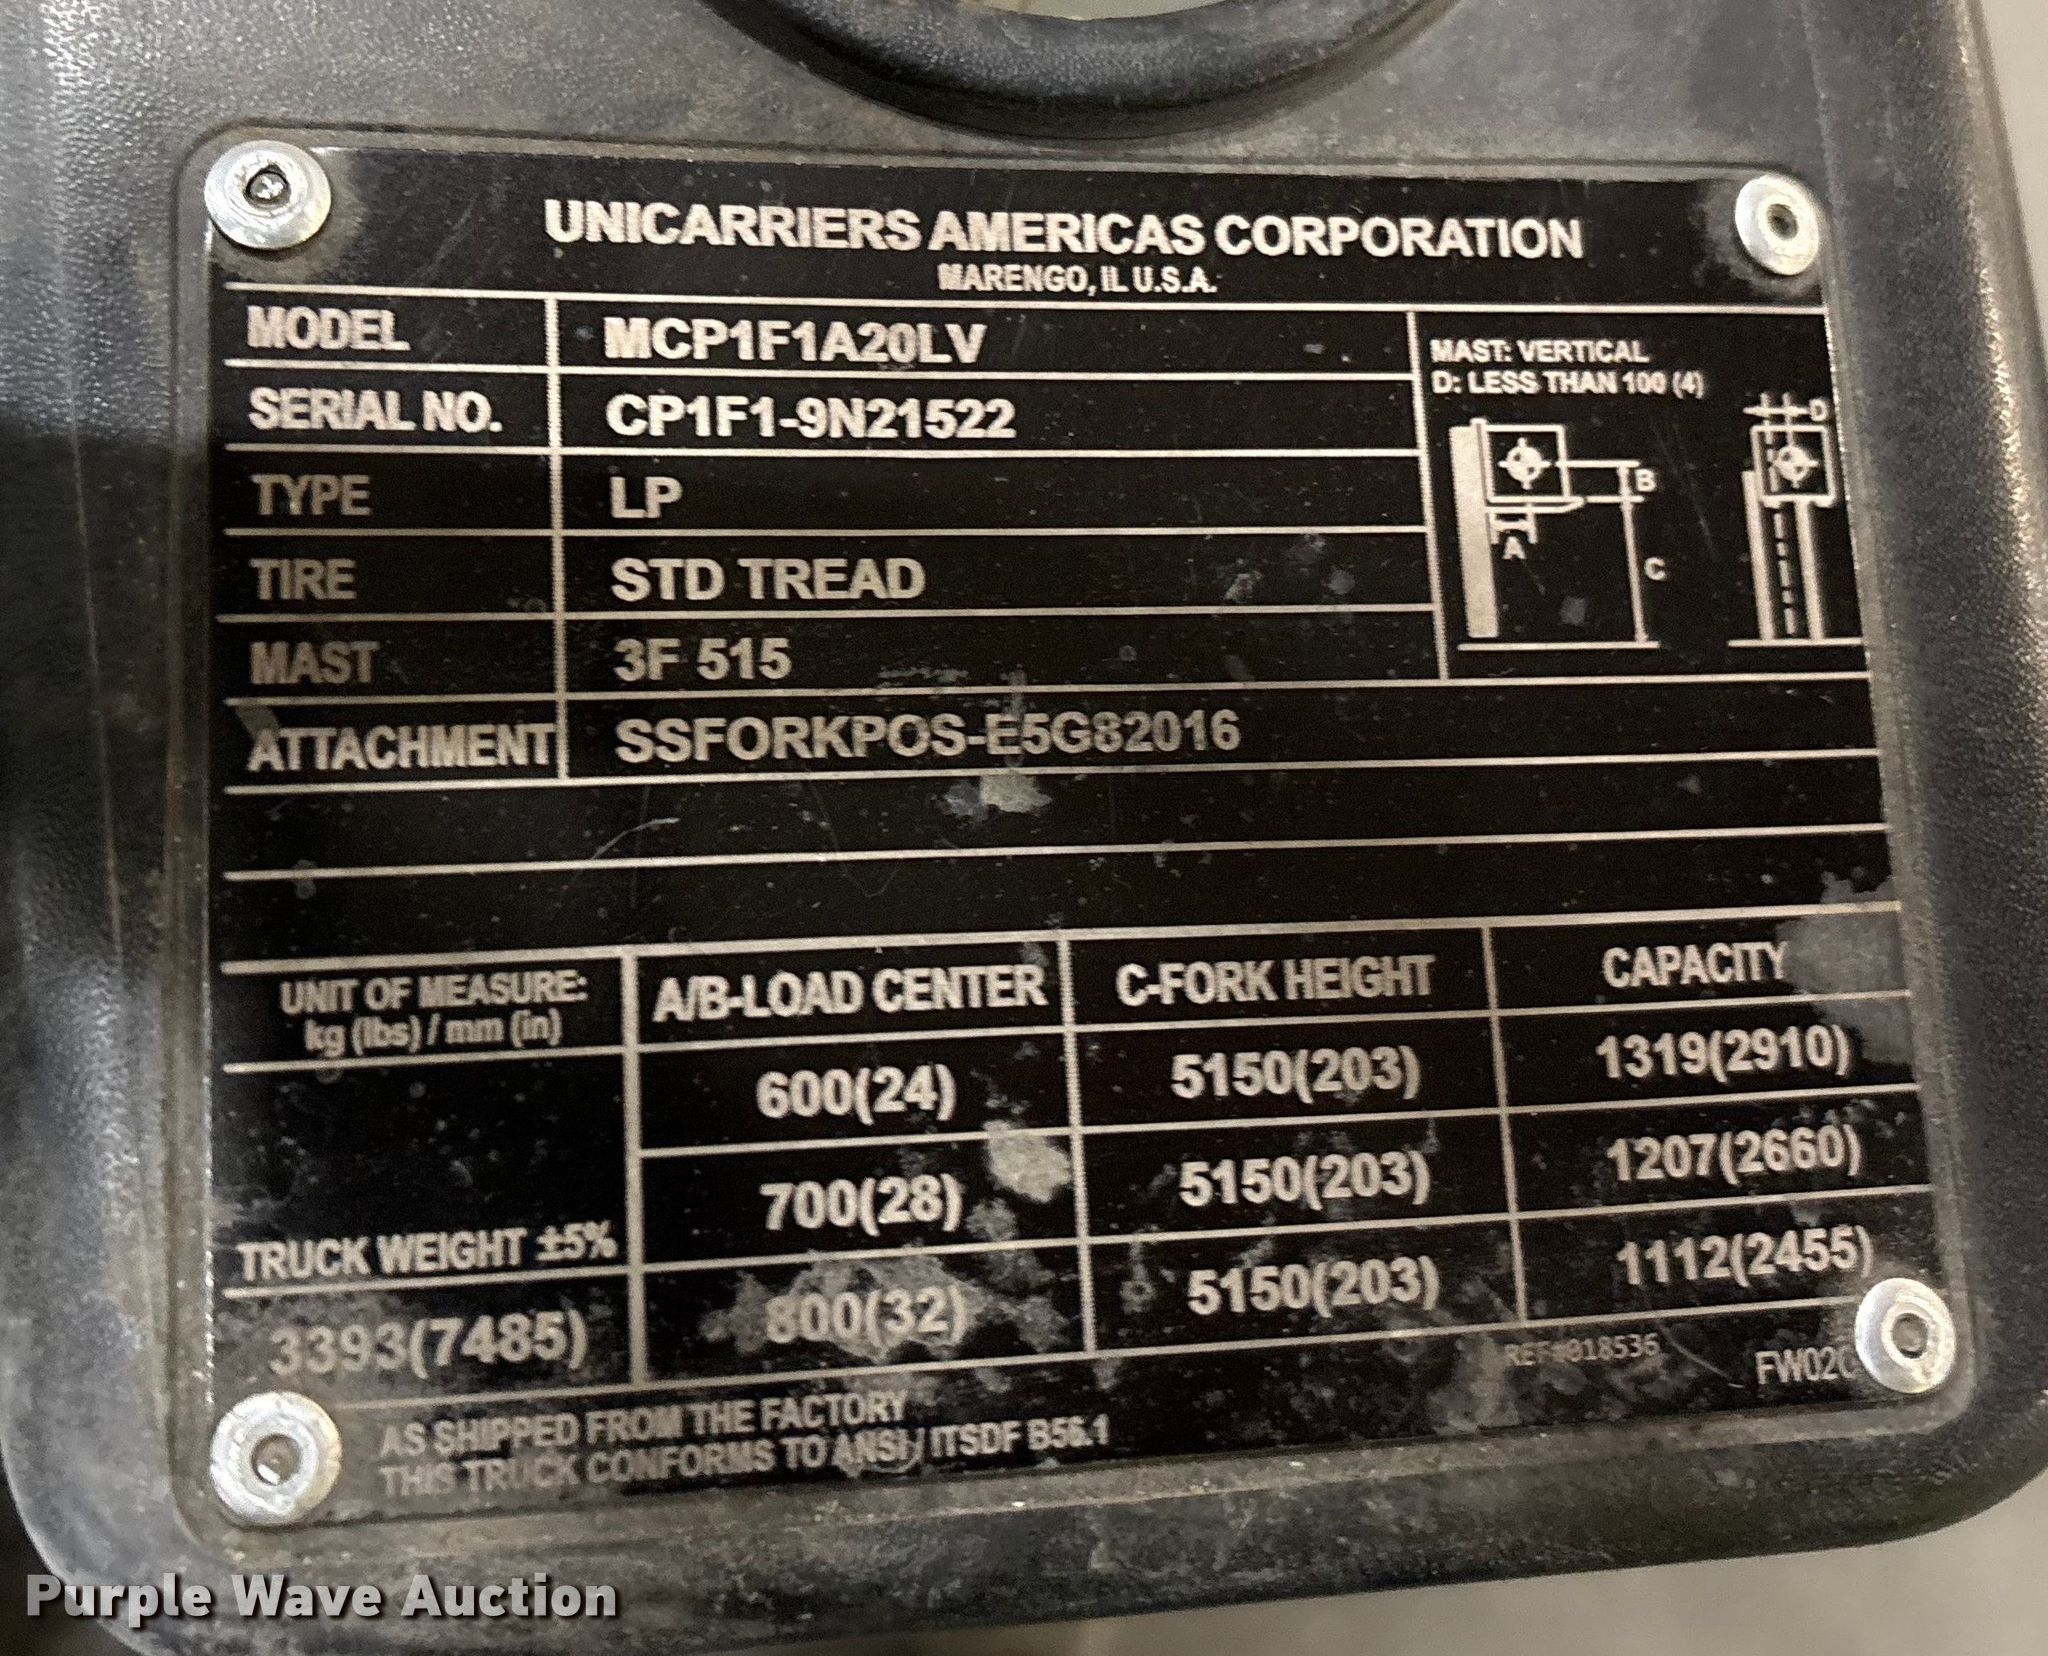 UNICARRIERS AMERICAS CORPORATION
MARENGO, IL U.S.A.
MODEL MCP1F1A20LV
SERIAL NO. CP1F1-9N21522
TYPE LP
TIRE STD TREAD
MAST 3F 515
ATTACHMENT SSFORKPOS-E5G82016
MAST: VERTICAL
D: LESS THAN 100 (4)
D
B
A
C
UNIT OF MEASURE: kg (lbs) / mm (in)
A/B-LOAD CENTER C-FORK HEIGHT CAPACITY
600(24) 5150(203) 1319(2910)
700(28) 5150(203) 1207(2660)
800(32) 5150(203) 1112(2455)
TRUCK WEIGHT ±5%
3393(7485)
REF#018536
AS SHIPPED FROM THE FACTORY
THIS TRUCK CONFORMS TO ANSI/ ITSDF B56.1
Purple Wave Auction